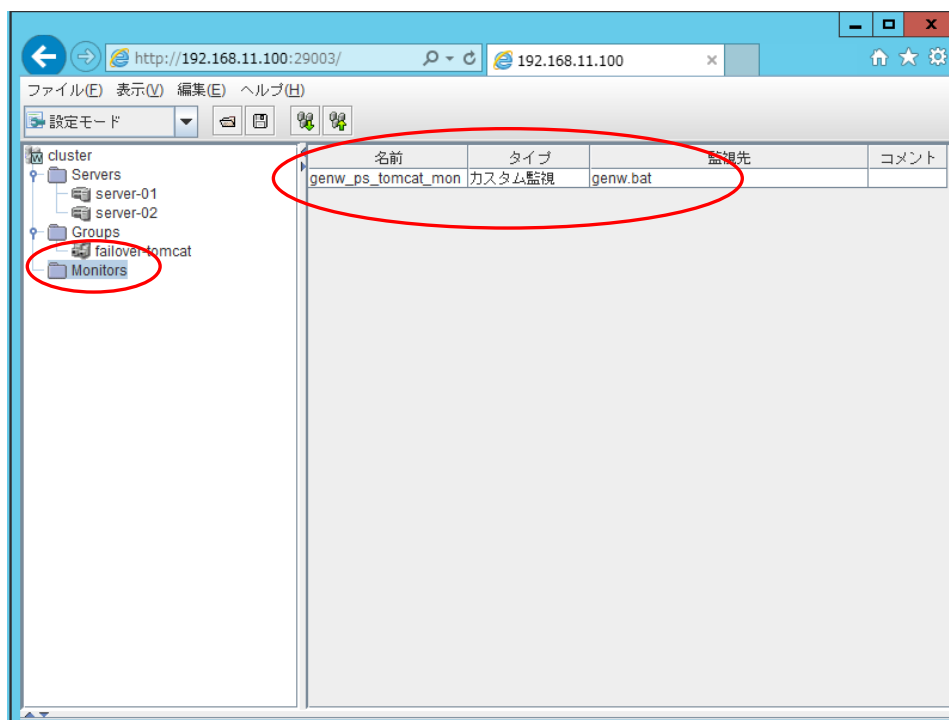 http://192.168.11.100:29003/
192.168.11.100
ファイル(F) 表示(V) 編集(E) ヘルプ(H)
設定モード
cluster
Servers
server-01
server-02
Groups
failover-tomcat
Monitors
名前 タイプ 監視先 コメント
genw_ps_tomcat_mon カスタム監視 genw.bat